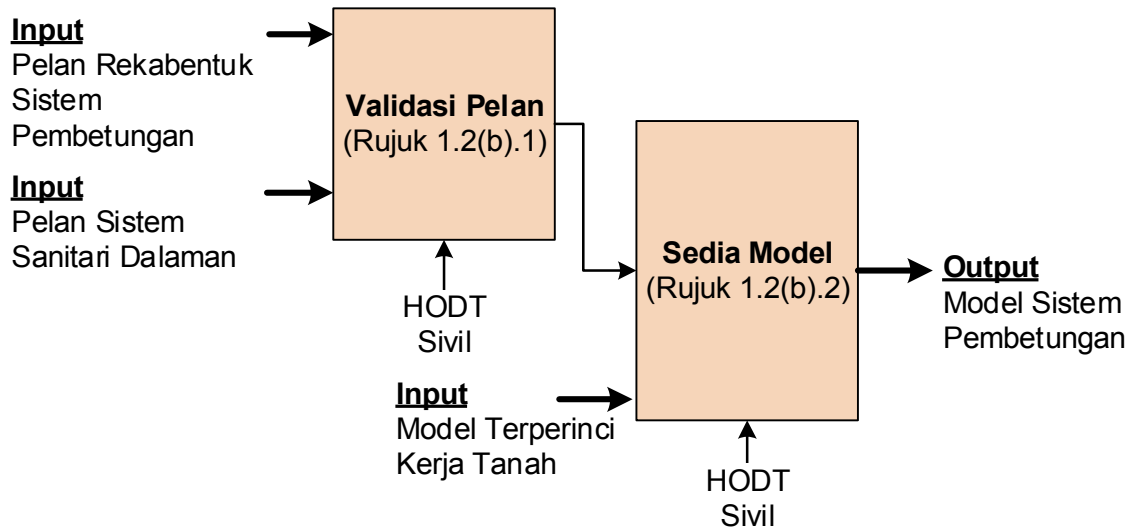 Input
Pelan Rekabentuk
Sistem
Pembetungan
Input
Pelan Sistem
Sanitari Dalaman
Validasi Pelan
(Rujuk 1.2(b).1)
HODT
Sivil
Input
Model Terperinci
Kerja Tanah
Sedia Model
(Rujuk 1.2(b).2)
HODT
Sivil
Output
Model Sistem
Pembetungan